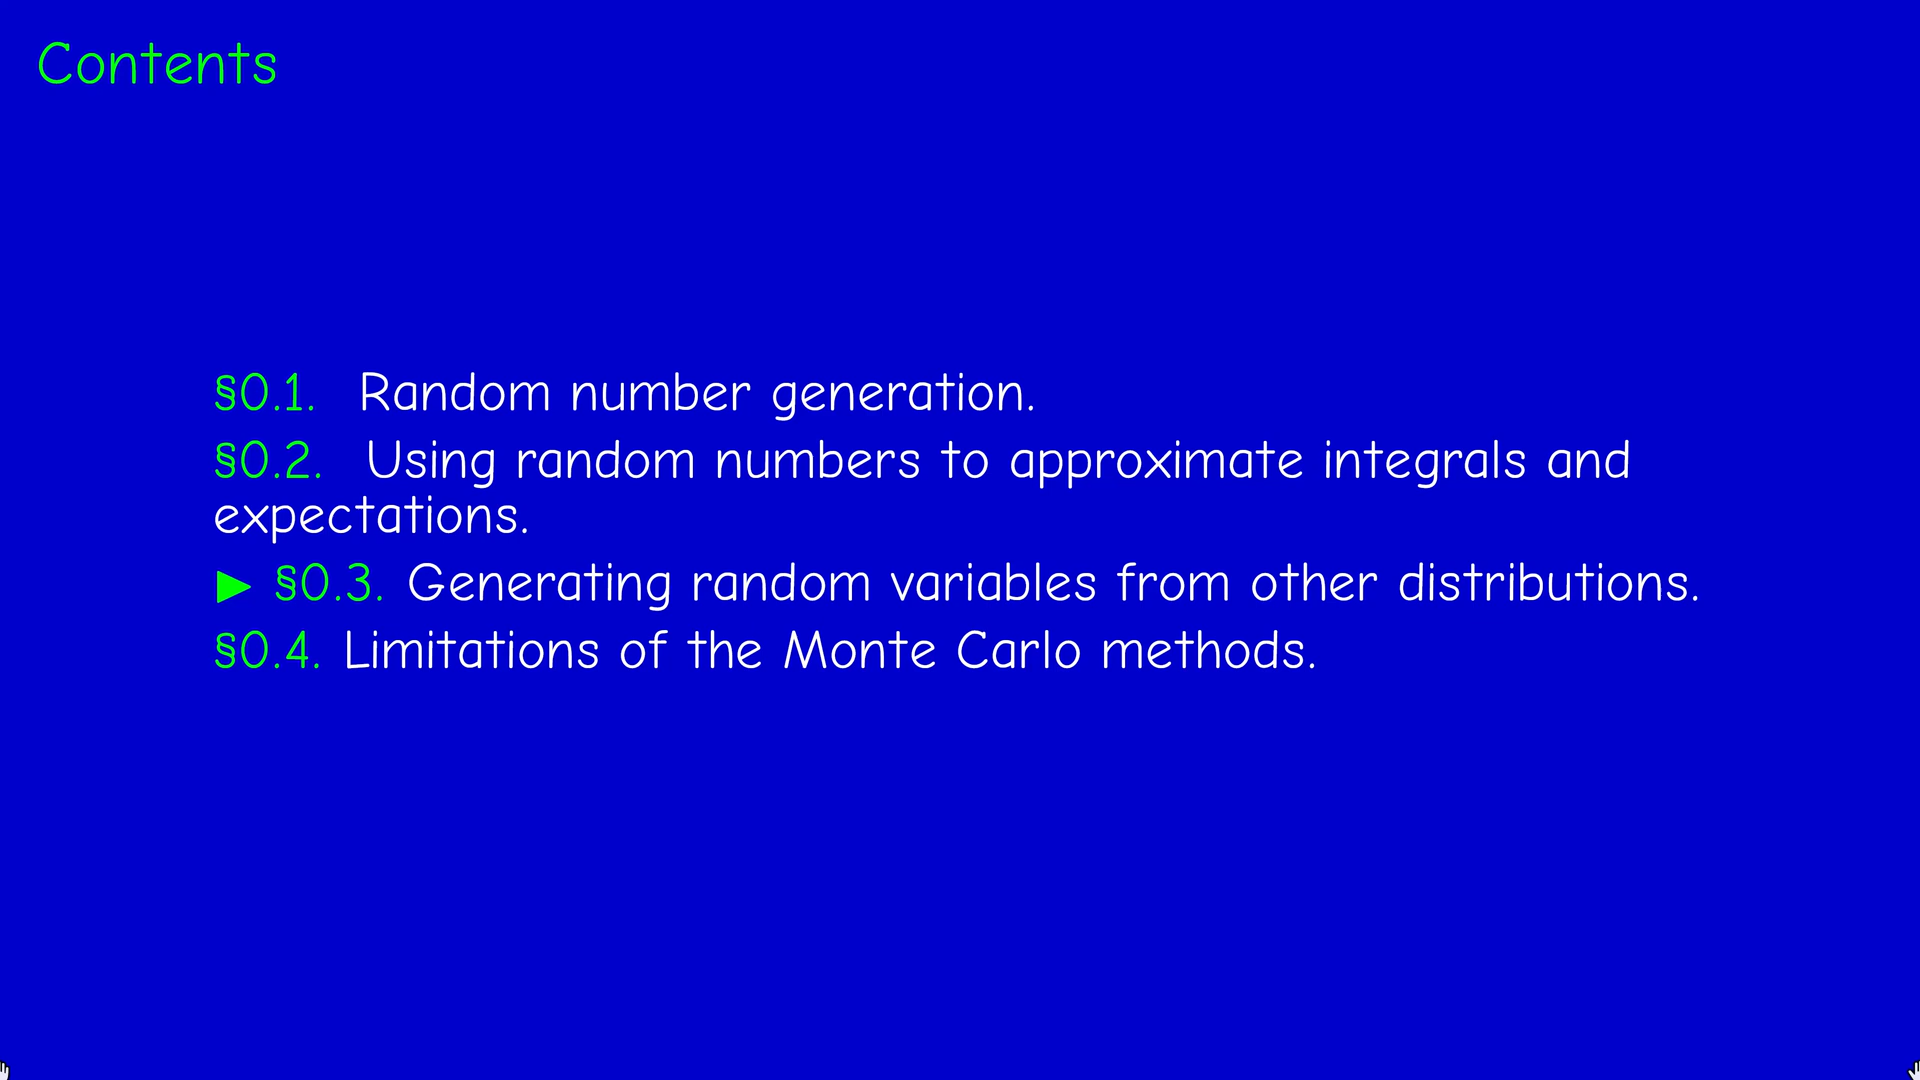 Contents
§0.1. Random number generation.
§0.2. Using random numbers to approximate integrals and
expectations.
▶ §0.3. Generating random variables from other distributions.
§0.4. Limitations of the Monte Carlo methods.